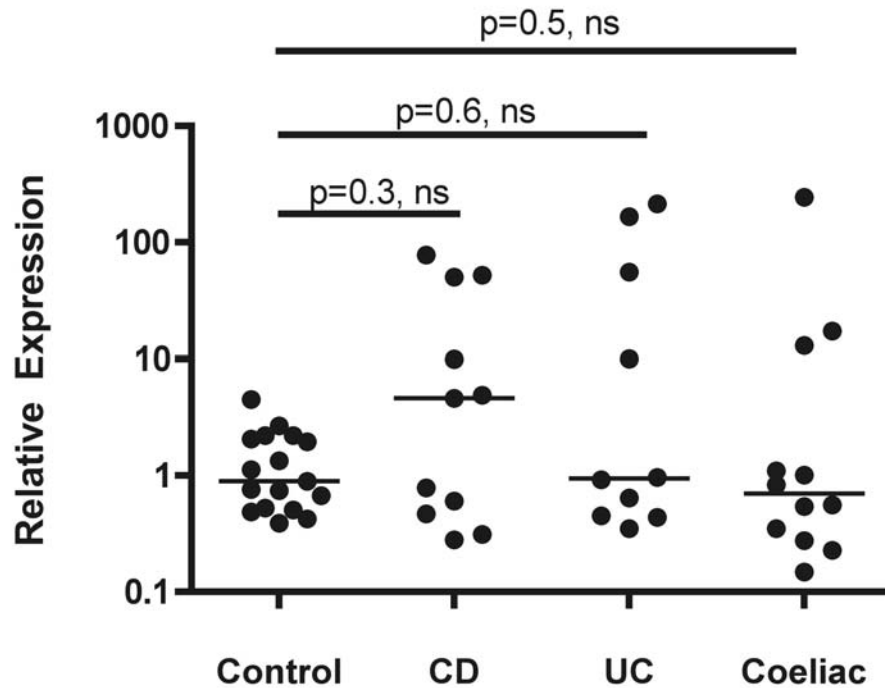 p=0.5, ns
p=0.6, ns
p=0.3, ns
Relative Expression
1000
100
10
1
0.1
Control CD UC Coeliac